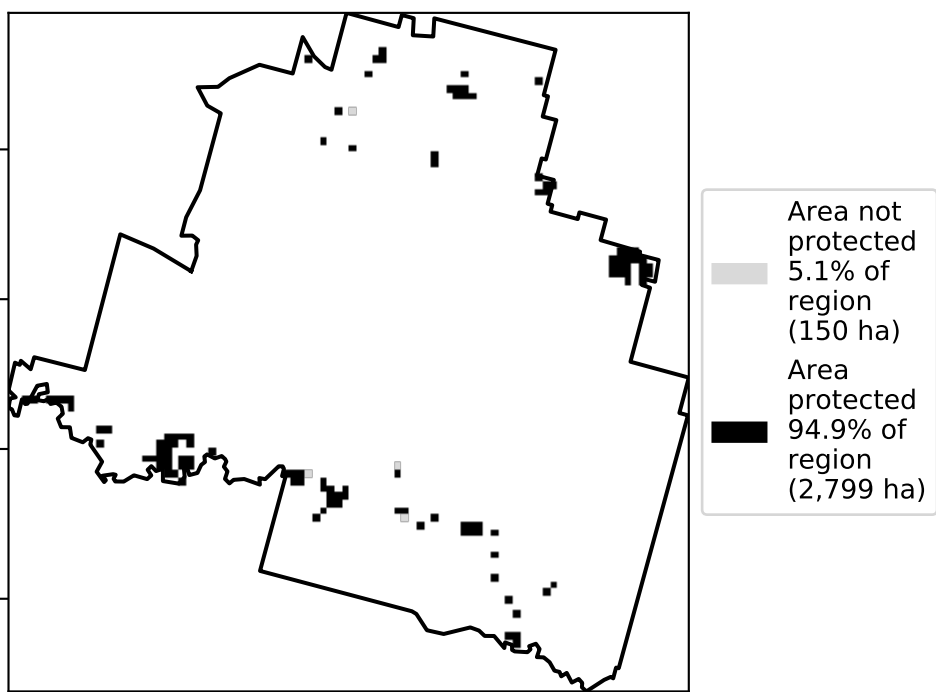 Area not
protected
5.1% of
region
(150 ha)
Area
protected
94.9% of
region
(2,799 ha)